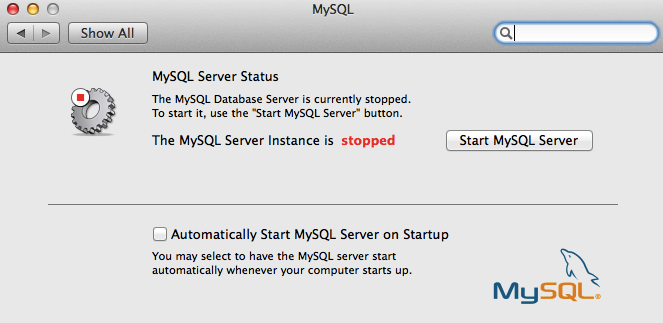 MySQL
Show All
MySQL Server Status
The MySQL Database Server is currently stopped.
To start it, use the "Start MySQL Server" button.
The MySQL Server Instance is stopped
Start MySQL Server
Automatically Start MySQL Server on Startup
You may select to have the MySQL server start
automatically whenever your computer starts up.
MySQL®